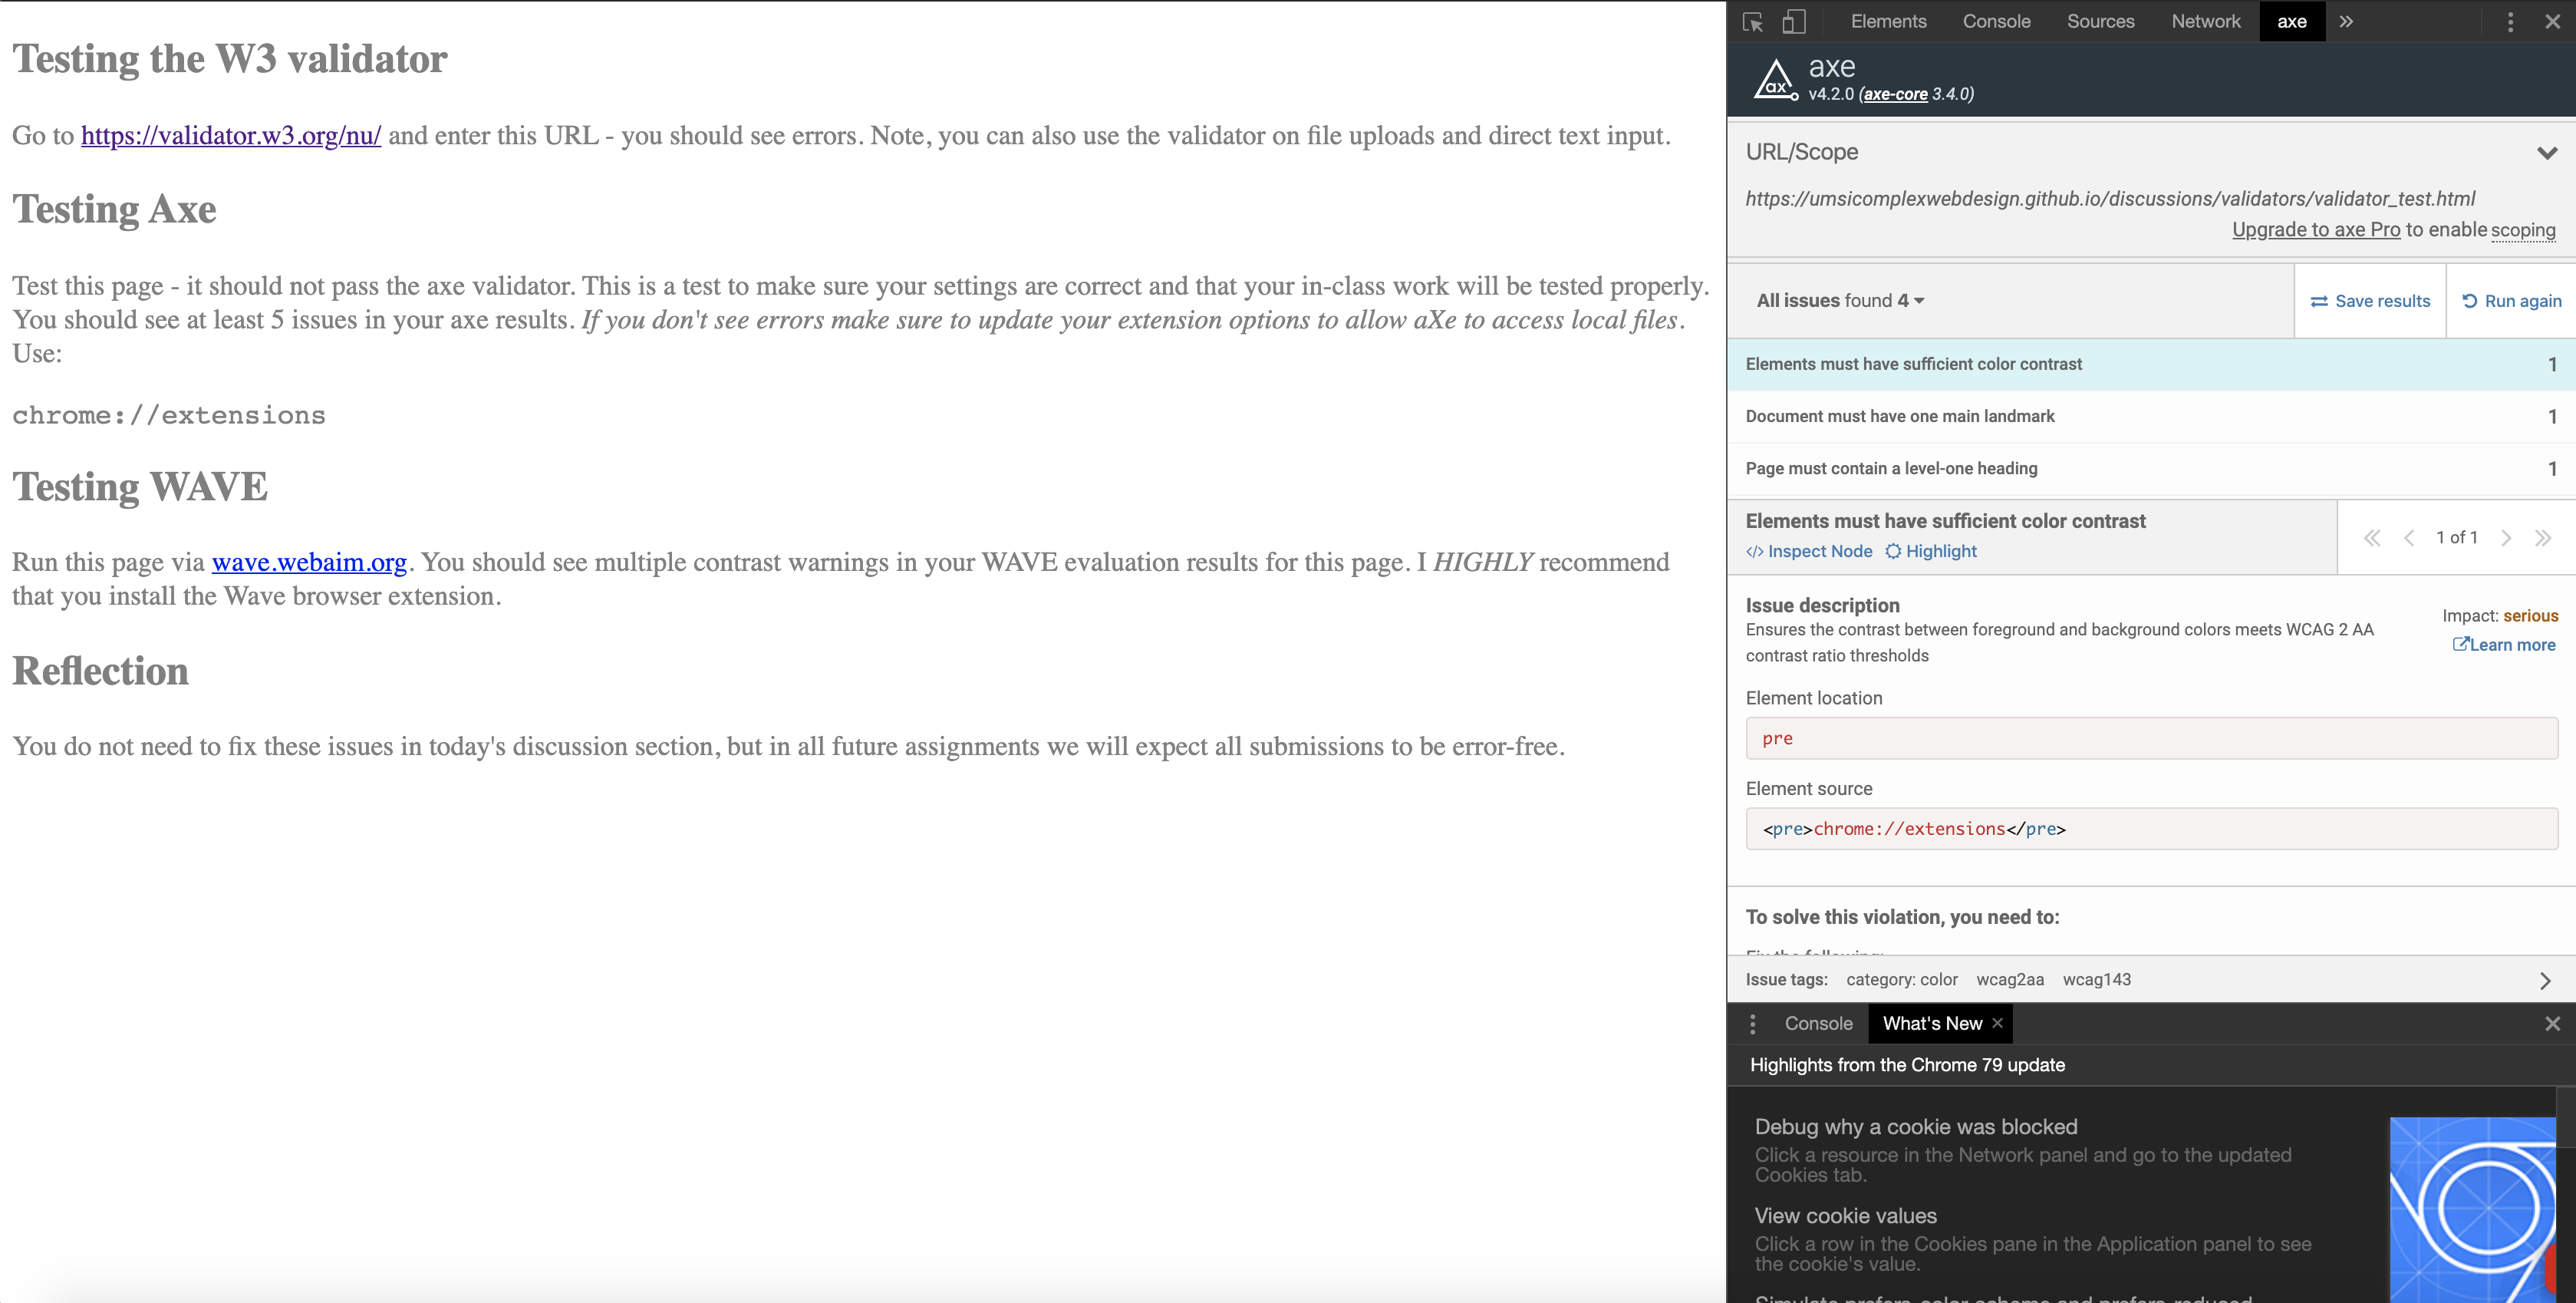 Testing the W3 validator
Go to https://validator.w3.org/nu/ and enter this URL - you should see errors. Note, you can also use the validator on file uploads and direct text input.
Testing Axe
Test this page - it should not pass the axe validator. This is a test to make sure your settings are correct and that your in-class work will be tested properly.
You should see at least 5 issues in your axe results. If you don't see errors make sure to update your extension options to allow aXe to access local files.
Use:
chrome://extensions
Testing WAVE
Run this page via wave.webaim.org. You should see multiple contrast warnings in your WAVE evaluation results for this page. I HIGHLY recommend
that you install the Wave browser extension.
Reflection
You do not need to fix these issues in today's discussion section, but in all future assignments we will expect all submissions to be error-free.
Elements Console Sources Network axe
ax
axe
v4.2.0 (axe-core 3.4.0)
URL/Scope
https://umsicomplexwebdesign.github.io/discussions/validators/validator_test.html
Upgrade to axe Pro to enable scoping
All issues found 4 Save results Run again
Elements must have sufficient color contrast 1
Document must have one main landmark 1
Page must contain a level-one heading 1
Elements must have sufficient color contrast
</> Inspect Node Highlight
1 of 1
Issue description
Impact: serious
Ensures the contrast between foreground and background colors meets WCAG 2 AA
contrast ratio thresholds
Learn more
Element location
pre
Element source
<pre>chrome://extensions</pre>
To solve this violation, you need to:
Fix the following:
Issue tags: category: color wcag2aa wcag143
Console What's New
Highlights from the Chrome 79 update
Debug why a cookie was blocked
Click a resource in the Network panel and go to the updated
Cookies tab.
View cookie values
Click a row in the Cookies pane in the Application panel to see
the cookie's value.
Simulate prefers-color-scheme and prefers-reduced